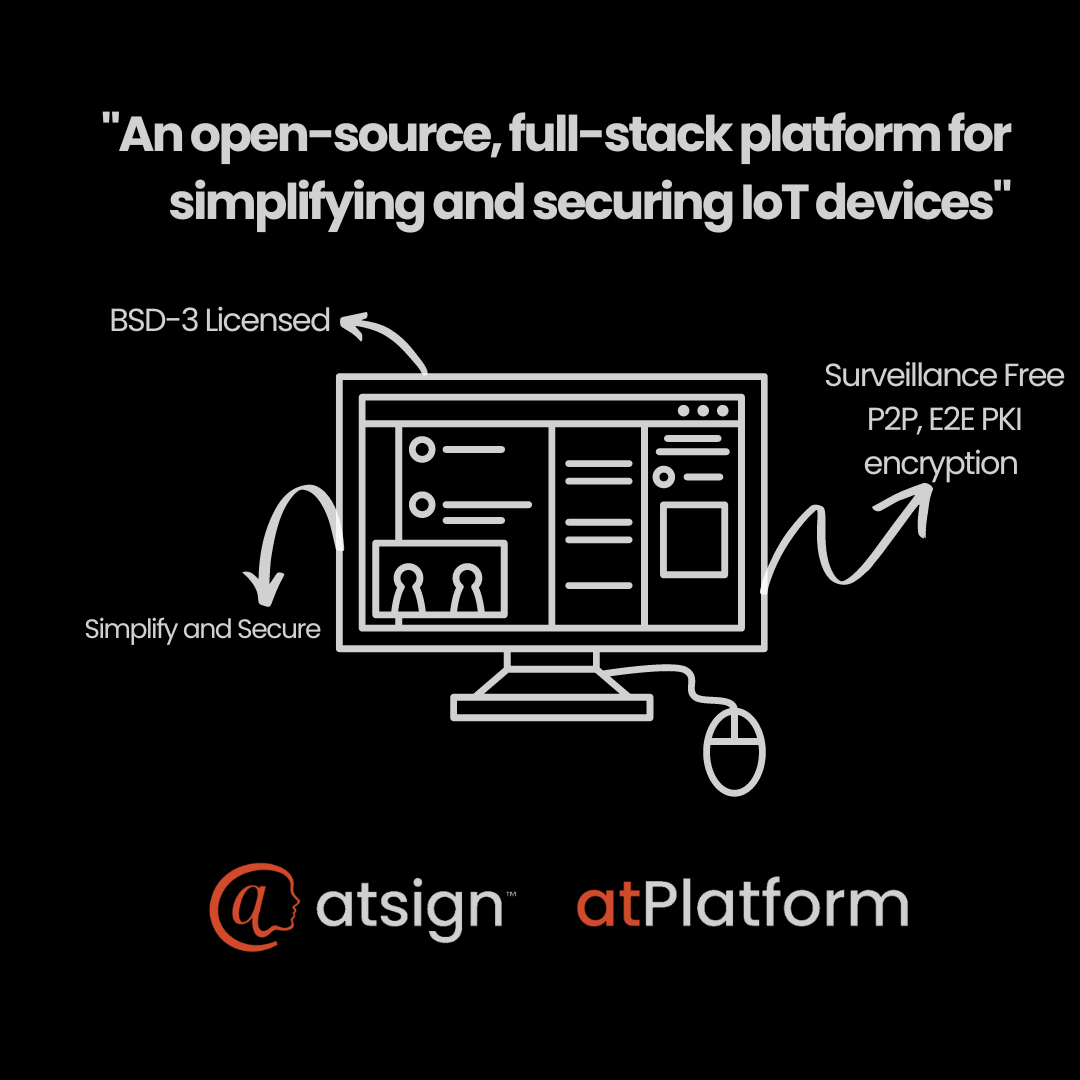 "An open-source, full-stack platform for
simplifying and securing IoT devices"
BSD-3 Licensed
Surveillance Free
P2P, E2E PKI
encryption
Simplify and Secure
@ atsign™
atPlatform